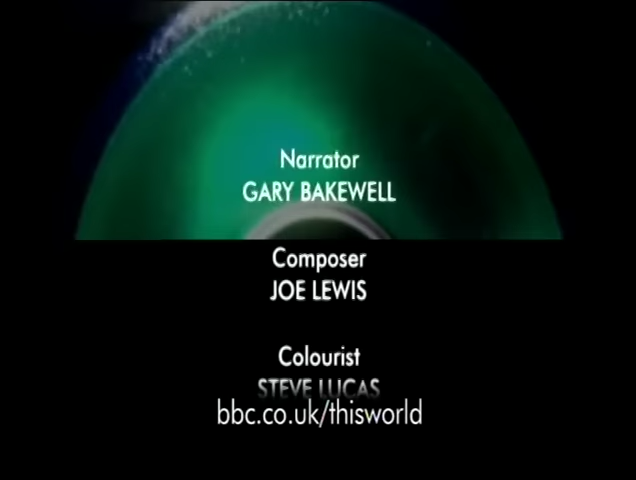 Narrator
GARY BAKEWELL
Composer
JOE LEWIS
Colourist
STEVE LUCAS
bbc.co.uk/thisworld